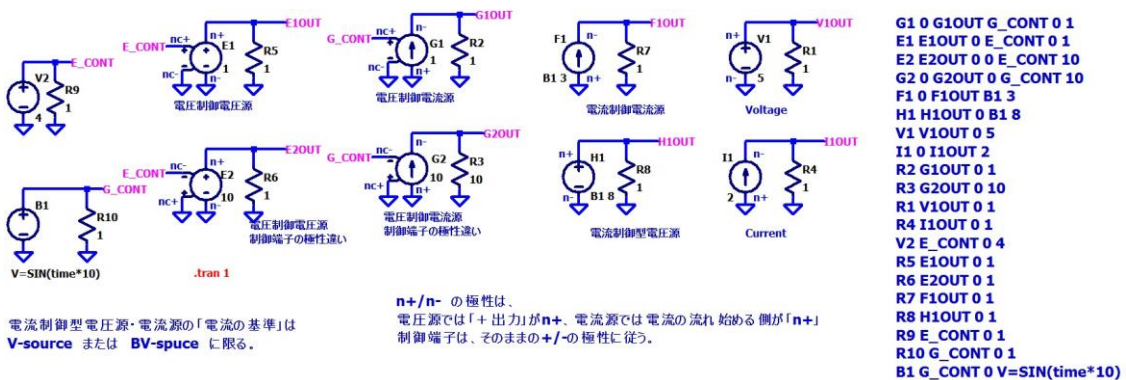 E1OUT
nc+
n+
E_CONT
E1
R5
nc-
n-
1
1
電圧制御電圧源
G1OUT
nc+
n-
G_CONT
G1
R2
nc-
n+
1
1
電圧制御電流源
F1OUT
n-
F1
R7
B1 3
n+
1
電流制御電流源
V1OUT
n+
V1
R1
n-
5
1
Voltage
E_CONT
V2
R9
4
1
E2OUT
nc-
n+
E_CONT
E2
R6
nc+
n-
10
1
電圧制御電圧源
制御端子の極性違い
G2OUT
nc-
n-
G_CONT
G2
R3
nc+
n+
10
10
電圧制御電流源
制御端子の極性違い
H1OUT
n+
H1
R8
n-
B1 8
1
電流制御型電圧源
I1OUT
n-
I1
R4
2
n+
1
Current
G_CONT
B1
R10
1
V=SIN(time*10)
.tran 1
電流制御型電圧源・電流源の「電流の基準」は
V-source または BV-spuce に限る。
n+/n- の極性は、
電圧源では「+ 出力」がn+、電流源では電流の流れ始める側が「n+」
制御端子は、そのままの+/-の極性に従う。
G1 0 G1OUT G_CONT 0 1
E1 E1OUT 0 E_CONT 0 1
E2 E2OUT 0 0 E_CONT 10
G2 0 G2OUT 0 G_CONT 10
F1 0 F1OUT B1 3
H1 H1OUT 0 B1 8
V1 V1OUT 0 5
I1 0 I1OUT 2
R2 G1OUT 0 1
R3 G2OUT 0 10
R1 V1OUT 0 1
R4 I1OUT 0 1
V2 E_CONT 0 4
R5 E1OUT 0 1
R6 E2OUT 0 1
R7 F1OUT 0 1
R8 H1OUT 0 1
R9 E_CONT 0 1
R10 G_CONT 0 1
B1 G_CONT 0 V=SIN(time*10)